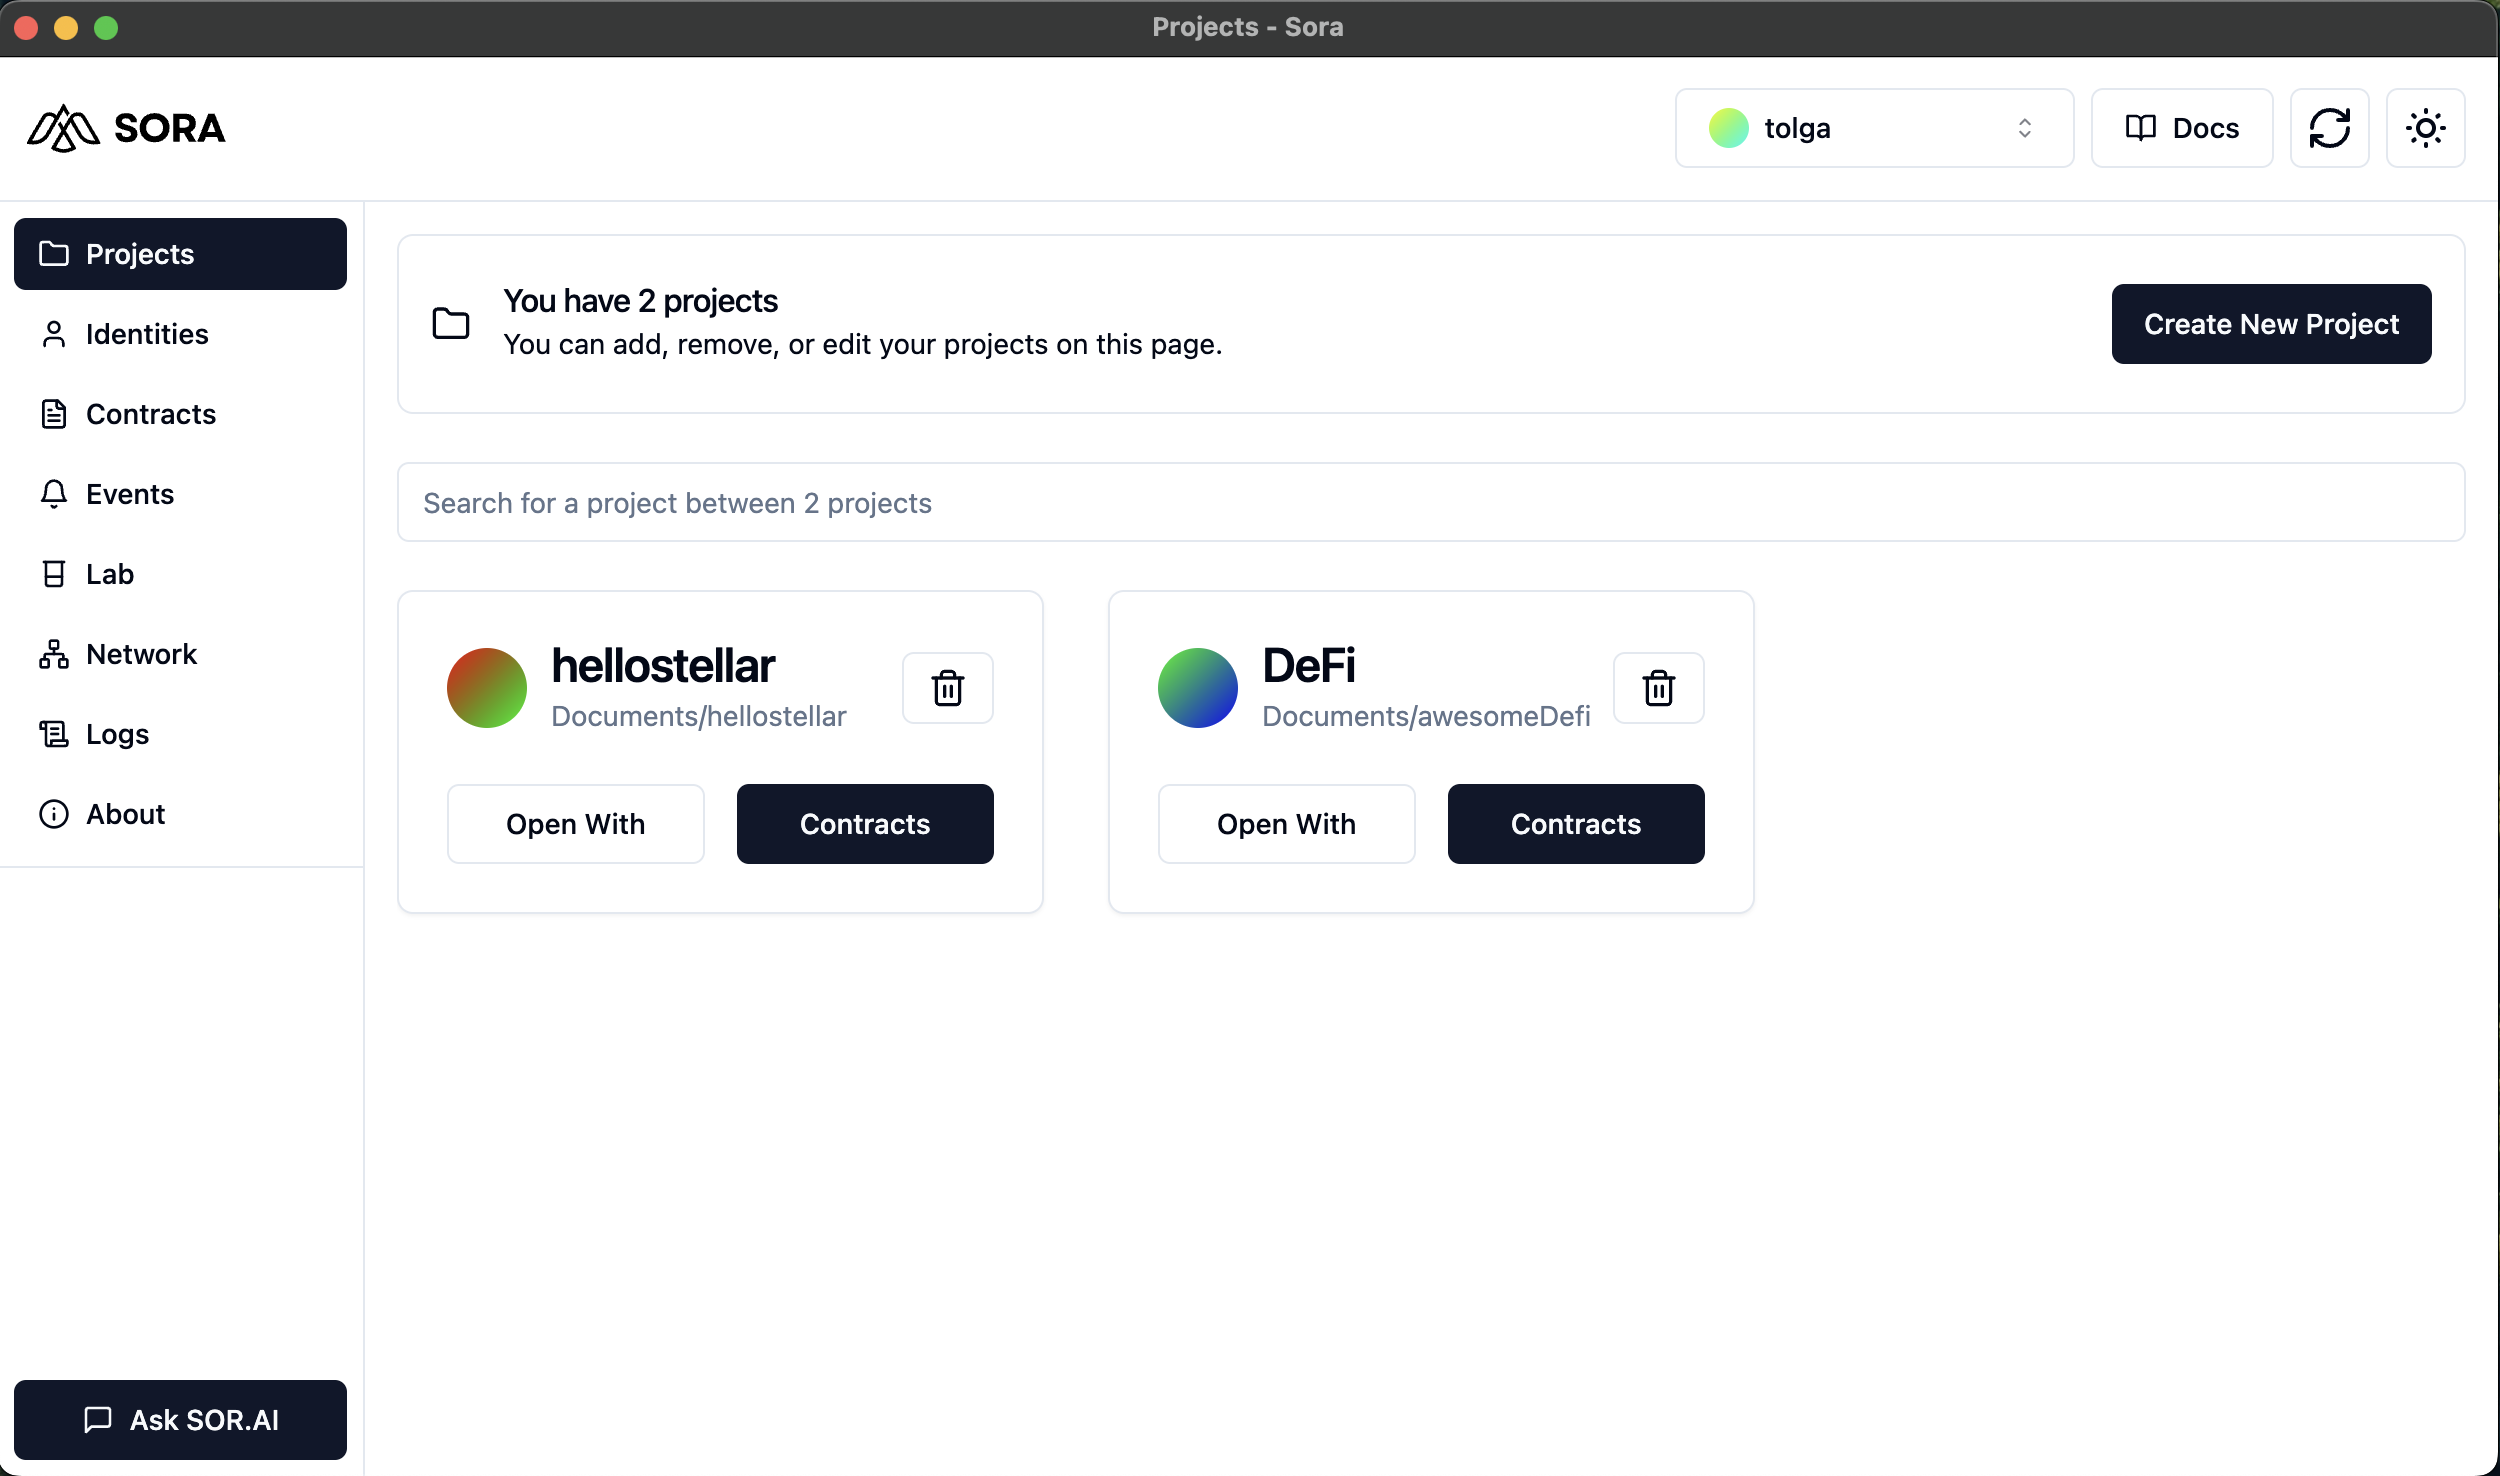 Projects - Sora
SORA
tolga
Docs
Projects
Identities
Contracts
Events
Lab
Network
Logs
About
Ask SOR.AI
You have 2 projects
You can add, remove, or edit your projects on this page.
Create New Project
Search for a project between 2 projects
hellostellar
Documents/hellostellar
Open With
Contracts
DeFi
Documents/awesomeDefi
Open With
Contracts